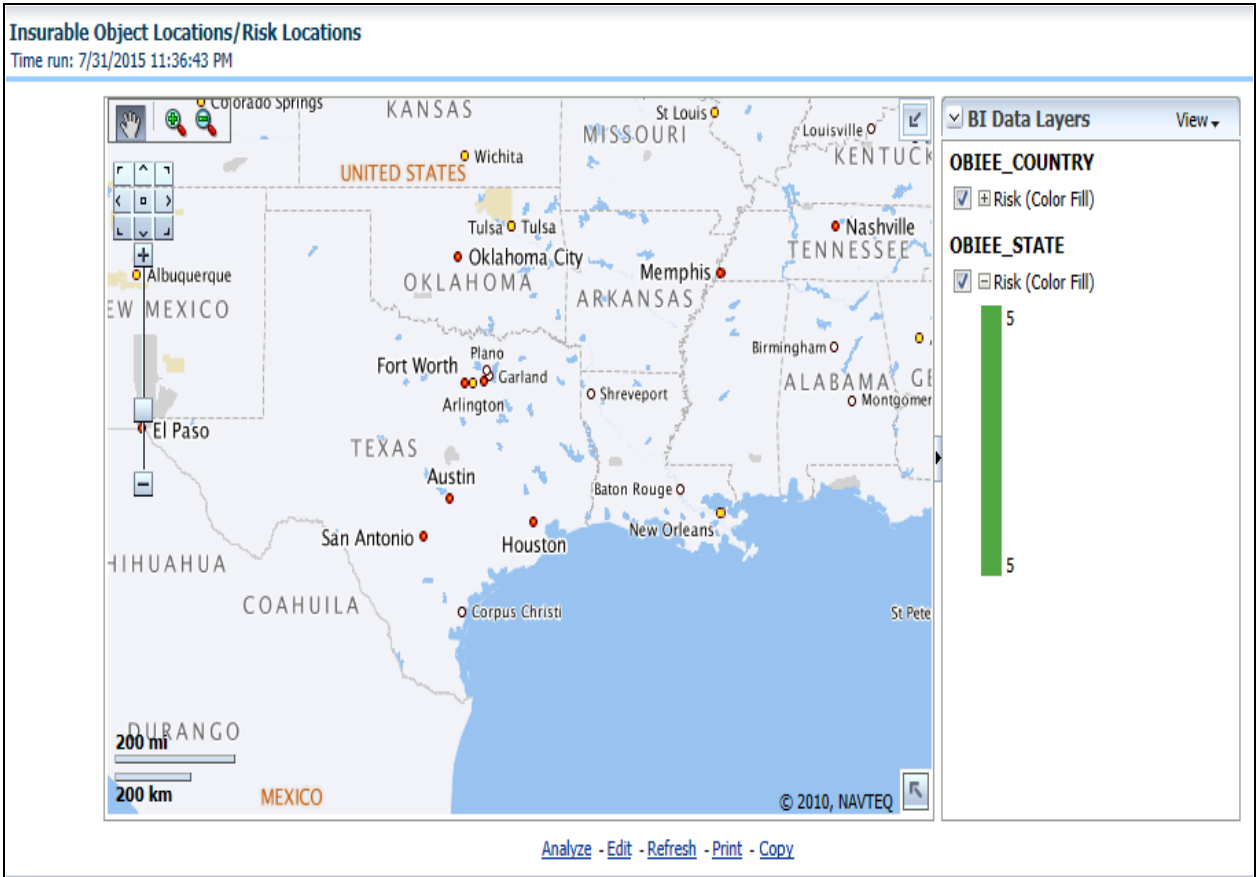 Insurable Object Locations/Risk Locations
Time run: 7/31/2015 11:36:43 PM
Colorado Springs
KANSAS
St Louis
MISSOURI
Louisville
KENTUCK
Wichita
UNITED STATES
Tulsa Tulsa
Nashville
TENNESSEE
Oklahoma City
OKLAHOMA
Memphis
ARKANSAS
Albuquerque
EW MEXICO
Birmingham
Plano
Fort Worth
Garland
Arlington
Shreveport
ALABAMA
GE
Montgomer
El Paso
TEXAS
Austin
Baton Rouge
New Orleans
San Antonio
Houston
HIHUAHUA
COAHUILA
Corpus Christi
St Pete
DURANGO
200 mi
200 km
MEXICO
© 2010, NAVTEQ
BI Data Layers
View
OBIEE_COUNTRY
Risk (Color Fill)
OBIEE_STATE
Risk (Color Fill)
5
5
Analyze - Edit - Refresh - Print - Copy